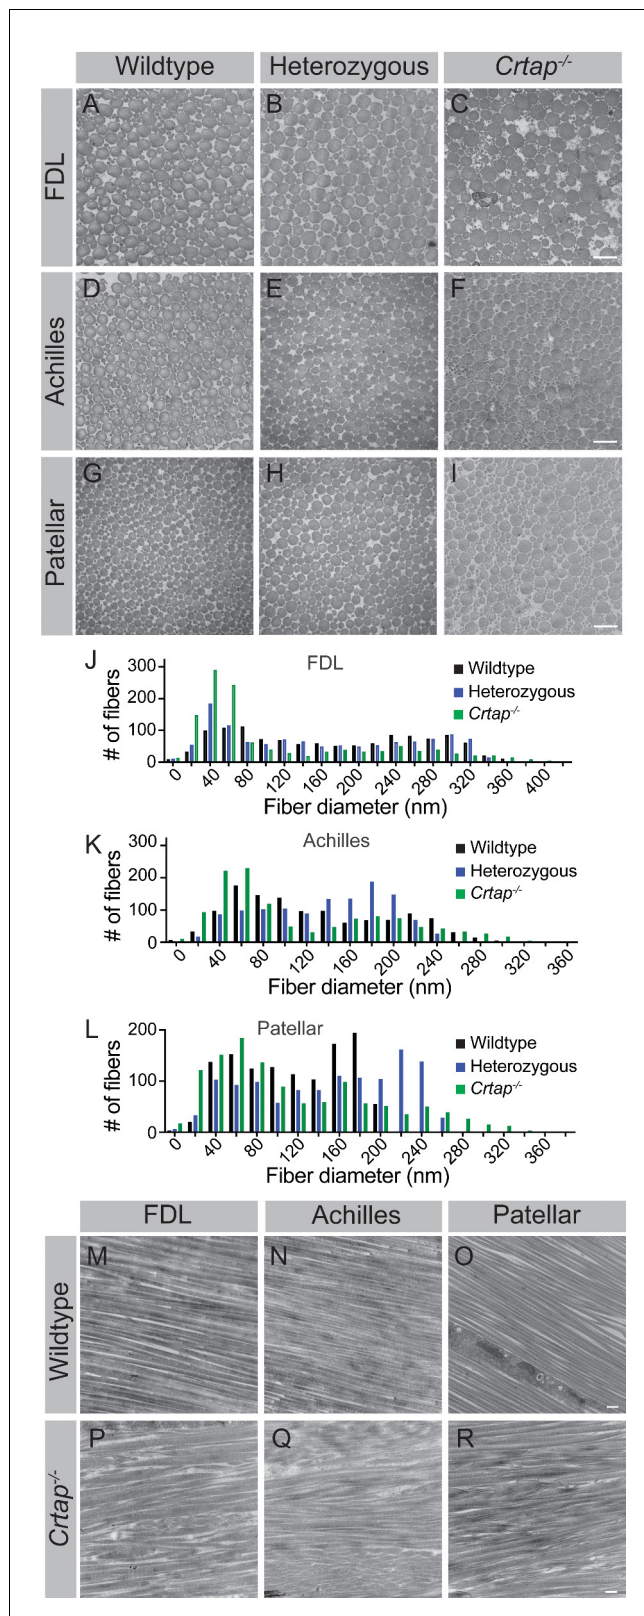 Wildtype Heterozygous Crtap-/-
FDL
A B C
Achilles
D E F
Patellar
G H I
J FDL
# of fibers
300
200
100
0
Wildtype
Heterozygous
Crtap-/-
0 40 80 120 160 200 240 280 320 360 400
Fiber diameter (nm)
K Achilles
# of fibers
300
200
100
0
Wildtype
Heterozygous
Crtap-/-
0 40 80 120 160 200 240 280 320 360
Fiber diameter (nm)
L Patellar
# of fibers
200
100
0
Wildtype
Heterozygous
Crtap-/-
0 40 80 120 160 200 240 280 320 360
Fiber diameter (nm)
FDL Achilles Patellar
Wildtype
M N O
Crtap-/-
P Q R